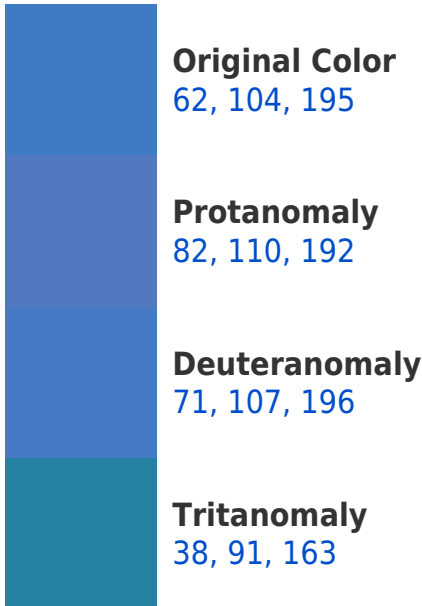 Original Color
62, 104, 195
Protanomaly
82, 110, 192
Deuteranomaly
71, 107, 196
Tritanomaly
38, 91, 163